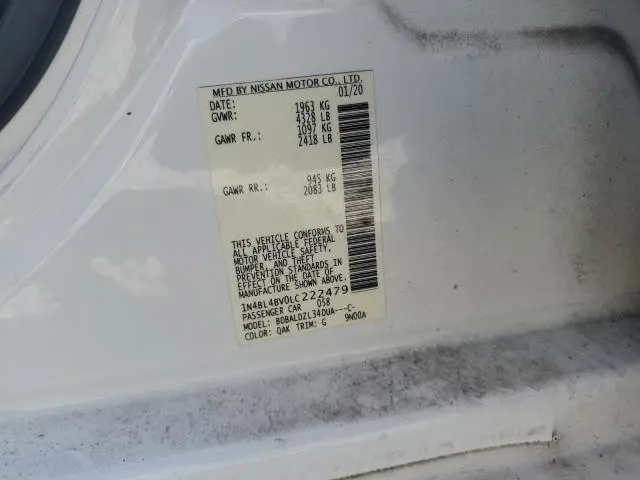 MFD BY NISSAN MOTOR CO., LTD.
DATE: 01/20
GVWR: 1963 KG
4328 LB
GAWR FR.: 1097 KG
2418 LB
GAWR RR.: 945 KG
2083 LB
THIS VEHICLE CONFORMS TO
ALL APPLICABLE FEDERAL
MOTOR VEHICLE SAFETY,
BUMPER, AND THEFT
PREVENTION STANDARDS IN
EFFECT ON THE DATE OF
MANUFACTURE SHOWN ABOVE.
1N4BL4BV0LC222479
PASSENGER CAR 058
MODEL: BDBALDZL34DUA---C-
COLOR: QAK TRIM: G 9N00A